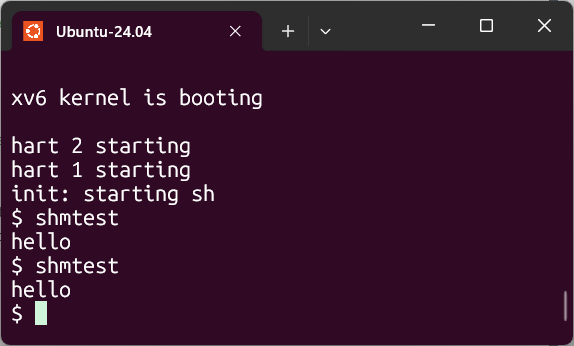 Ubuntu-24.04
xv6 kernel is booting
hart 2 starting
hart 1 starting
init: starting sh
$ shmtest
hello
$ shmtest
hello
$